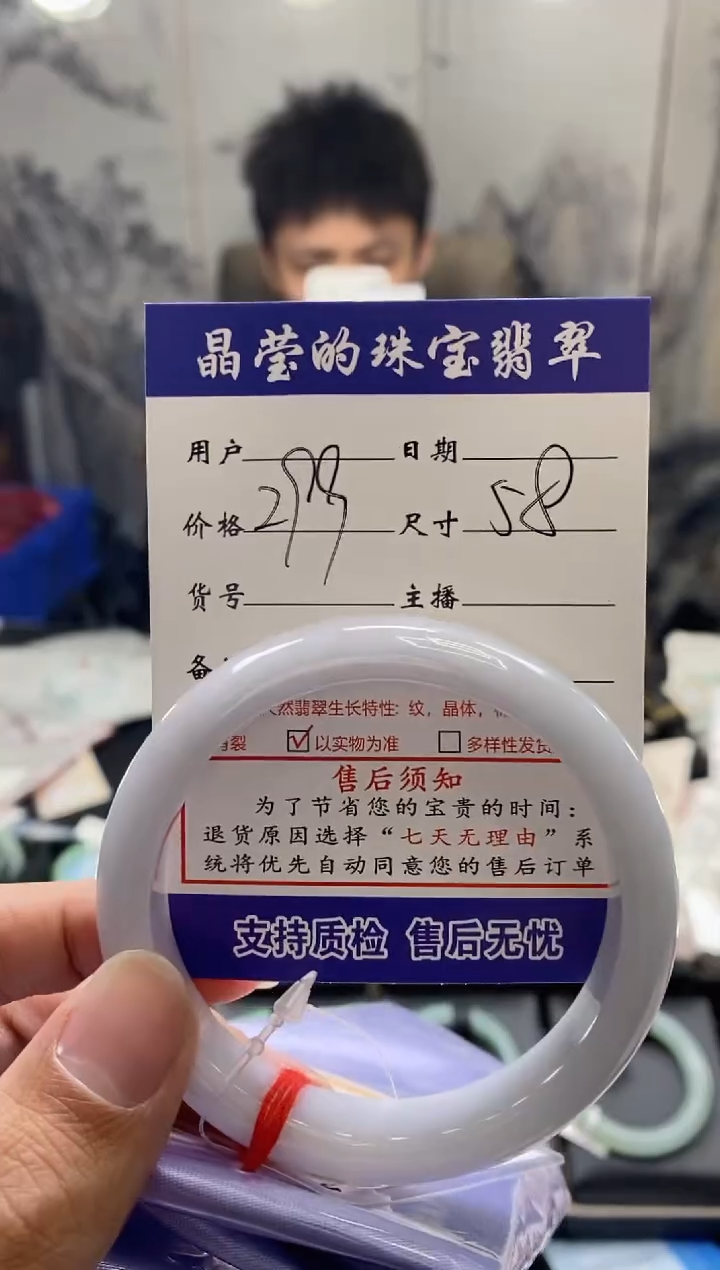 晶莹的珠宝翡翠
用户 日期
价格 299 尺寸 58
货号 主播
备
然翡翠生长特性: 纹, 晶体,
裂 ☑以实物为准 ☐多样性发货
售后须知
为了节省您的宝贵的时间:
退货原因选择“七天无理由”系
统将优先自动同意您的售后订单
支持质检 售后无忧